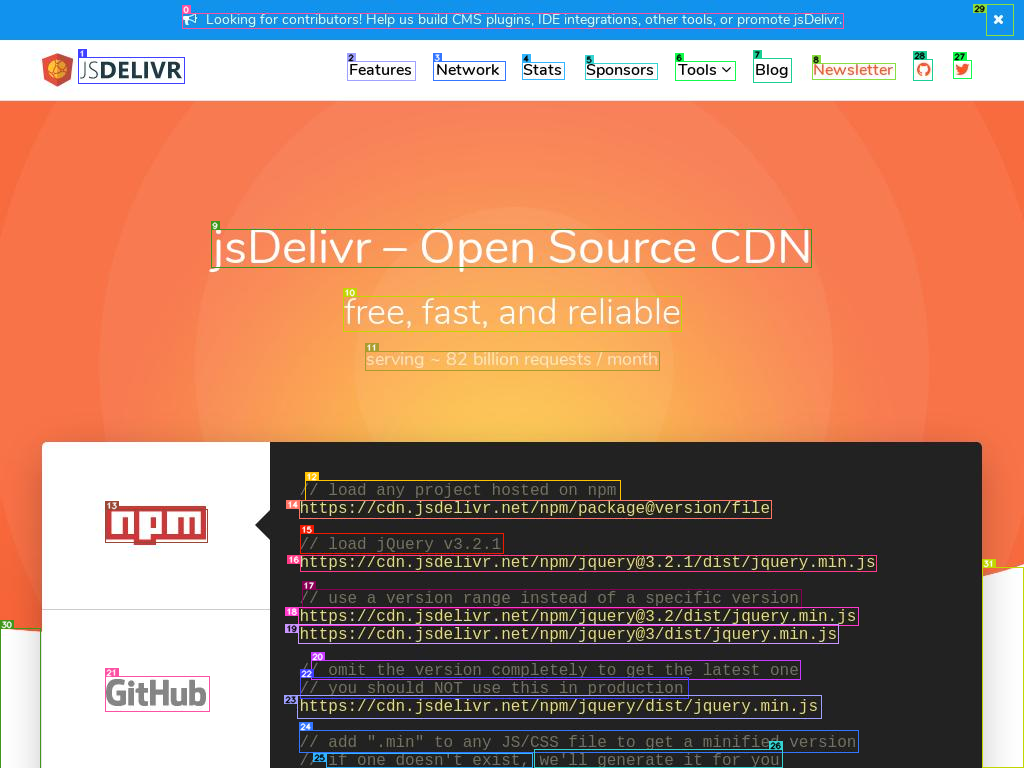 Looking for contributors! Help us build CMS plugins, IDE integrations, other tools, or promote jsDelivr.
JSDELIVR
Features Network Stats Sponsors Tools Blog Newsletter
jsDelivr – Open Source CDN
free, fast, and reliable
serving ~ 82 billion requests / month
npm
// load any project hosted on npm
https://cdn.jsdelivr.net/npm/package@version/file
// load jQuery v3.2.1
https://cdn.jsdelivr.net/npm/jquery@3.2.1/dist/jquery.min.js
// use a version range instead of a specific version
https://cdn.jsdelivr.net/npm/jquery@3.2/dist/jquery.min.js
https://cdn.jsdelivr.net/npm/jquery@3/dist/jquery.min.js
GitHub
// omit the version completely to get the latest one
// you should NOT use this in production
https://cdn.jsdelivr.net/npm/jquery/dist/jquery.min.js
// add ".min" to any JS/CSS file to get a minified version
// if one doesn't exist, we'll generate it for you
0
1
2
3
4
5
6
7
8
9
10
11
12
13
14
15
16
17
18
19
20
21
22
23
24
25
26
27
28
29
30
31